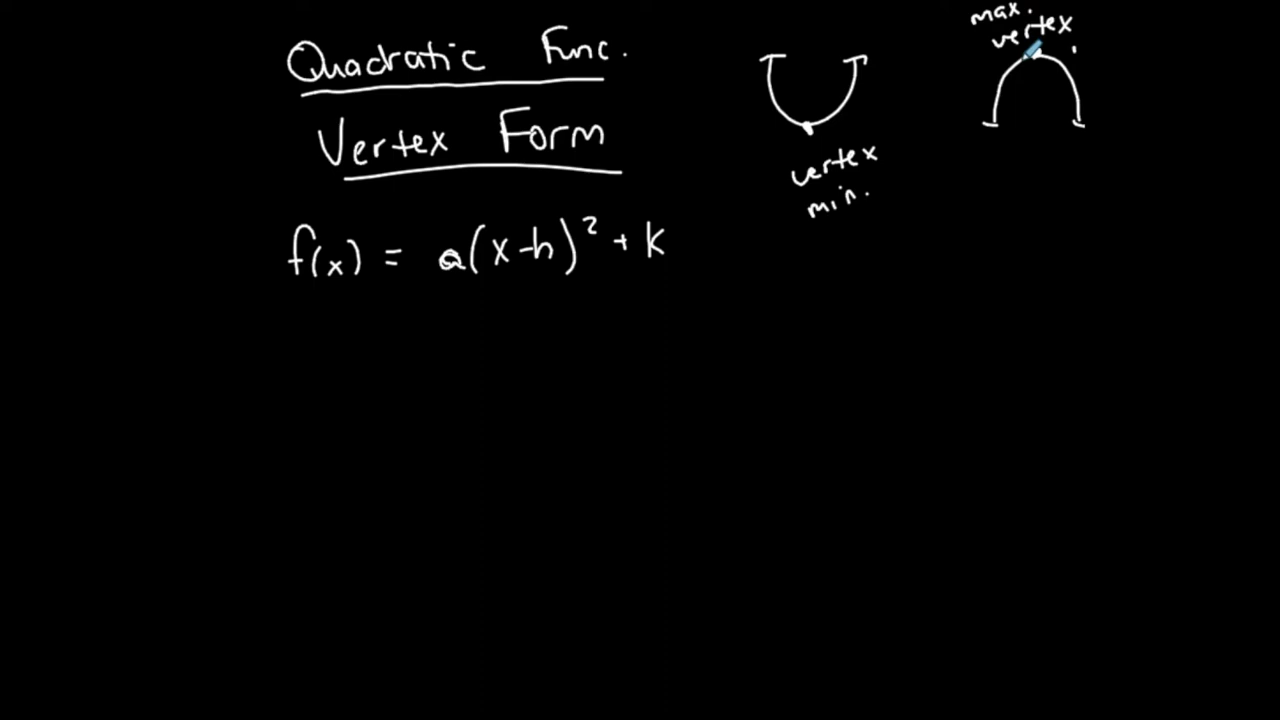 Quadratic Func.
Vertex Form
f(x) = a(x-h)² + k
vertex
min.
max.
vertex